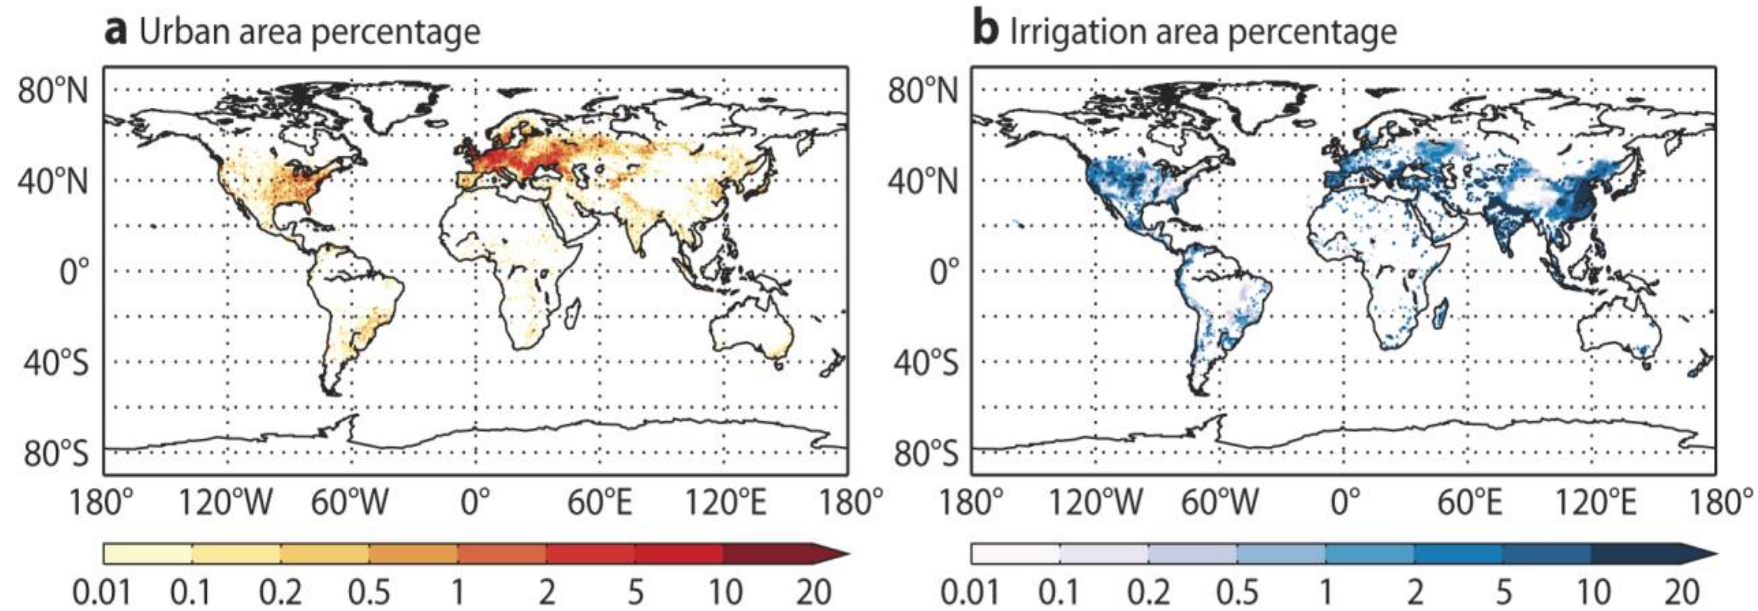 a Urban area percentage
80°N
40°N
0°
40°S
80°S
180° 120°W 60°W 0° 60°E 120°E 180°
0.01 0.1 0.2 0.5 1 2 5 10 20
b Irrigation area percentage
80°N
40°N
0°
40°S
80°S
180° 120°W 60°W 0° 60°E 120°E 180°
0.01 0.1 0.2 0.5 1 2 5 10 20